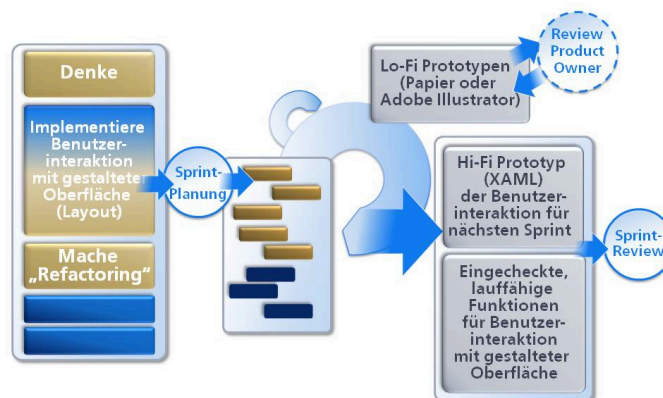 Denke
Implementiere
Benutzer-
interaktion
mit gestalteter
Oberfläche
(Layout)
Mache
„Refactoring“
Sprint-
Planung
Lo-Fi Prototypen
(Papier oder
Adobe Illustrator)
Review
Product
Owner
Hi-Fi Prototyp
(XAML)
der Benutzer-
interaktion für
nächsten Sprint
Eingecheckte,
lauffähige
Funktionen
für Benutzer-
interaktion
mit gestalteter
Oberfläche
Sprint-
Review